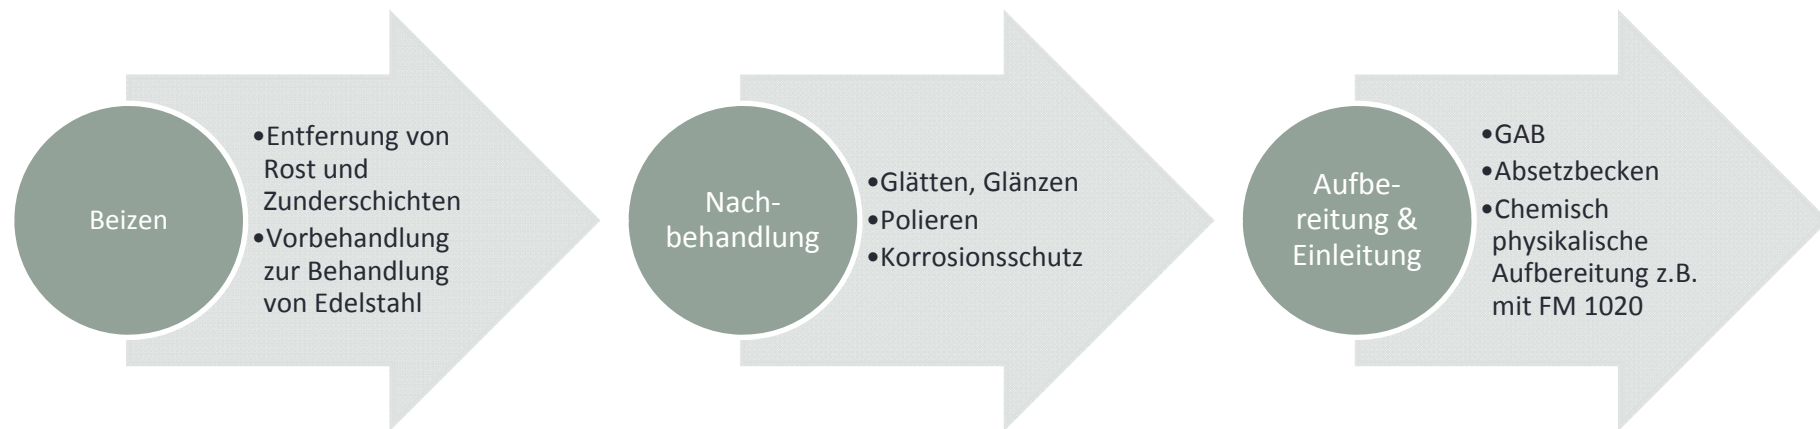 Beizen
•Entfernung von
Rost und
Zunderschichten
•Vorbehandlung
zur Behandlung
von Edelstahl
Nach-
behandlung
•Glätten, Glänzen
•Polieren
•Korrosionsschutz
Aufbe-
reitung &
Einleitung
•GAB
•Absetzbecken
•Chemisch
physikalische
Aufbereitung z.B.
mit FM 1020